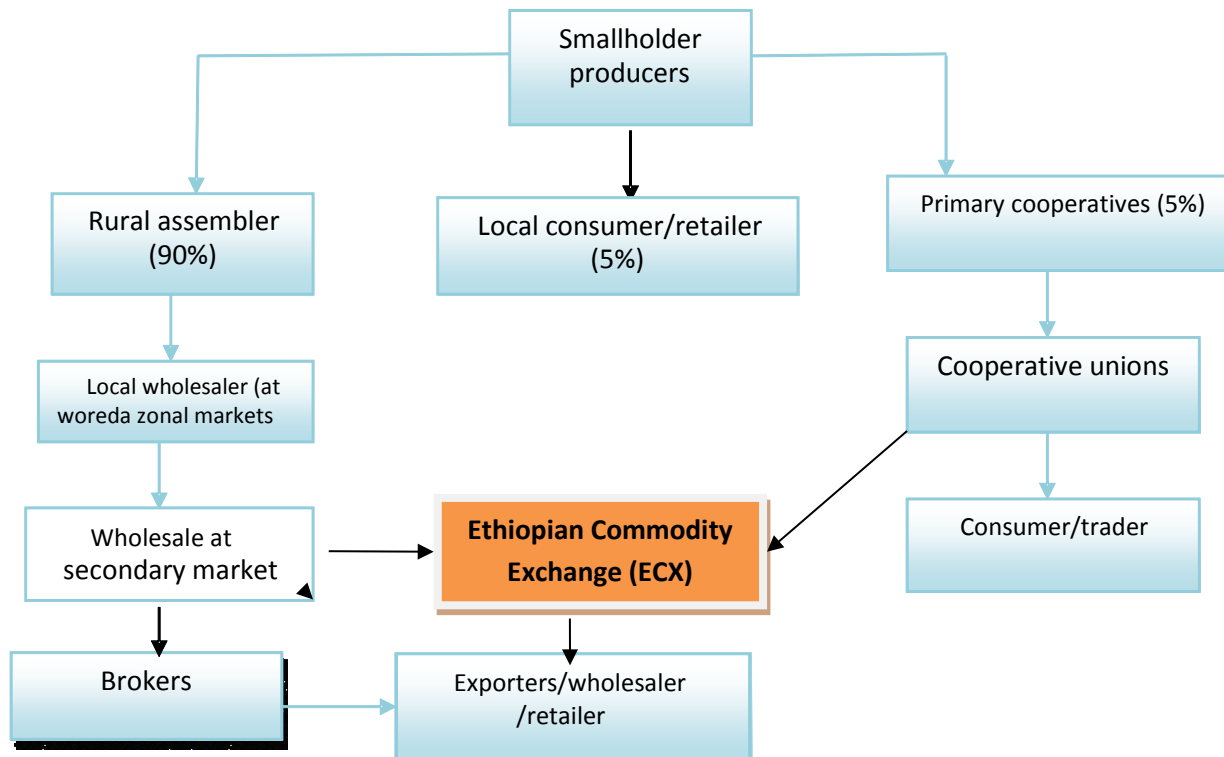 Smallholder
producers
Rural assembler
(90%)
Local consumer/retailer
(5%)
Primary cooperatives (5%)
Local wholesaler (at
woreda zonal markets
Cooperative unions
Wholesale at
secondary market
Ethiopian Commodity
Exchange (ECX)
Consumer/trader
Brokers
Exporters/wholesaler
/retailer